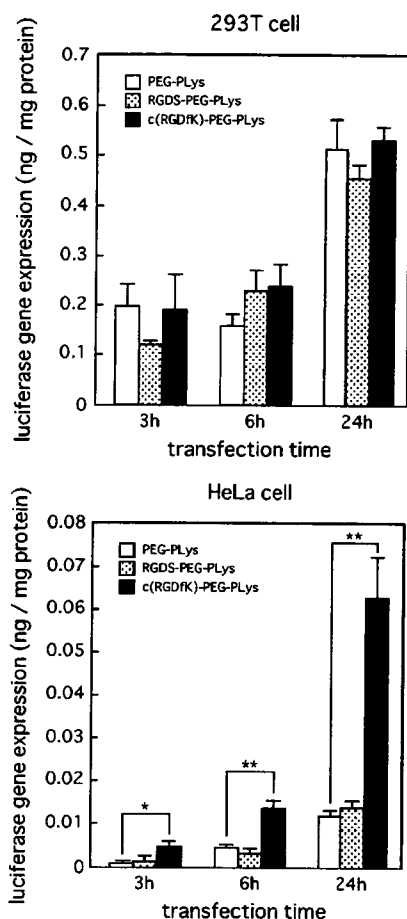 293T cell
luciferase gene expression (ng / mg protein)
0.7
0.6
0.5
0.4
0.3
0.2
0.1
0
PEG-PLys
RGDS-PEG-PLys
c(RGDfK)-PEG-PLys
3h
6h
24h
transfection time
HeLa cell
luciferase gene expression (ng / mg protein)
0.08
0.07
0.06
0.05
0.04
0.03
0.02
0.01
0
PEG-PLys
RGDS-PEG-PLys
c(RGDfK)-PEG-PLys
*
**
**
3h
6h
24h
transfection time